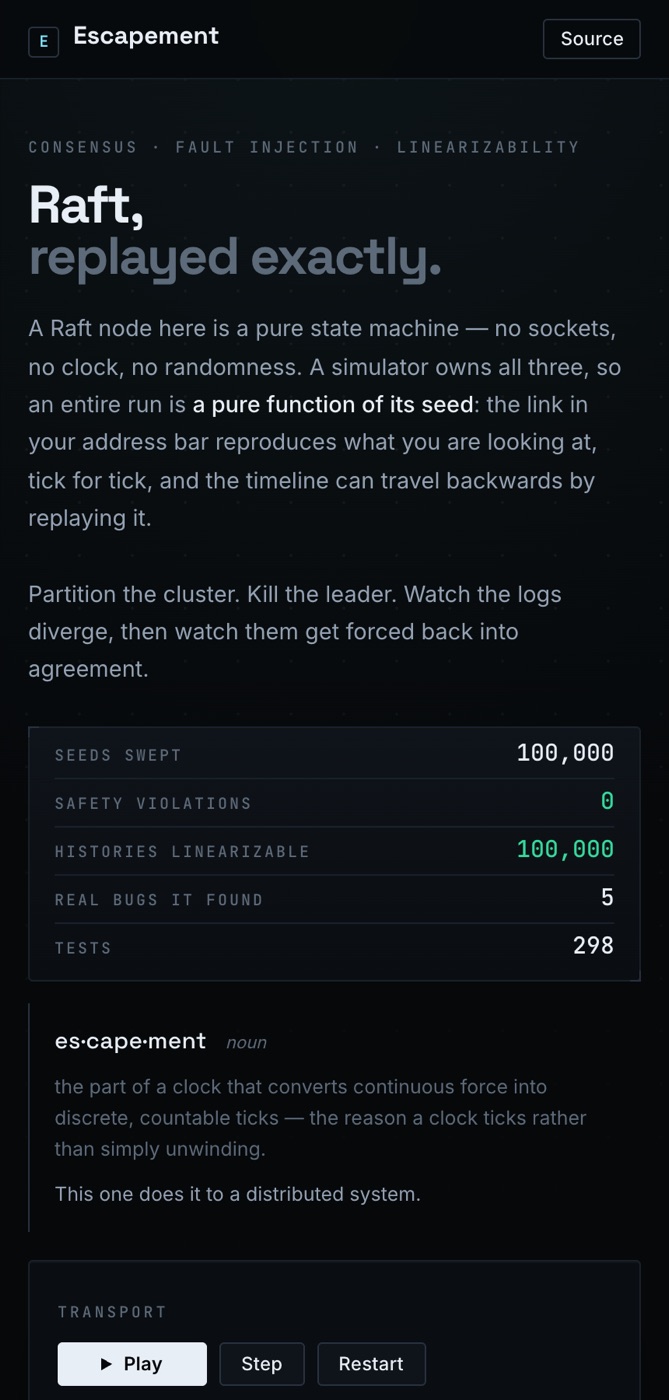 E Escapement Source
CONSENSUS · FAULT INJECTION · LINEARIZABILITY
Raft,
replayed exactly.
A Raft node here is a pure state machine — no sockets,
no clock, no randomness. A simulator owns all three, so
an entire run is a pure function of its seed: the link in
your address bar reproduces what you are looking at,
tick for tick, and the timeline can travel backwards by
replaying it.
Partition the cluster. Kill the leader. Watch the logs
diverge, then watch them get forced back into
agreement.
SEEDS SWEPT 100,000
SAFETY VIOLATIONS 0
HISTORIES LINEARIZABLE 100,000
REAL BUGS IT FOUND 5
TESTS 298
es·cape·ment noun
the part of a clock that converts continuous force into
discrete, countable ticks — the reason a clock ticks rather
than simply unwinding.
This one does it to a distributed system.
TRANSPORT
Play Step Restart